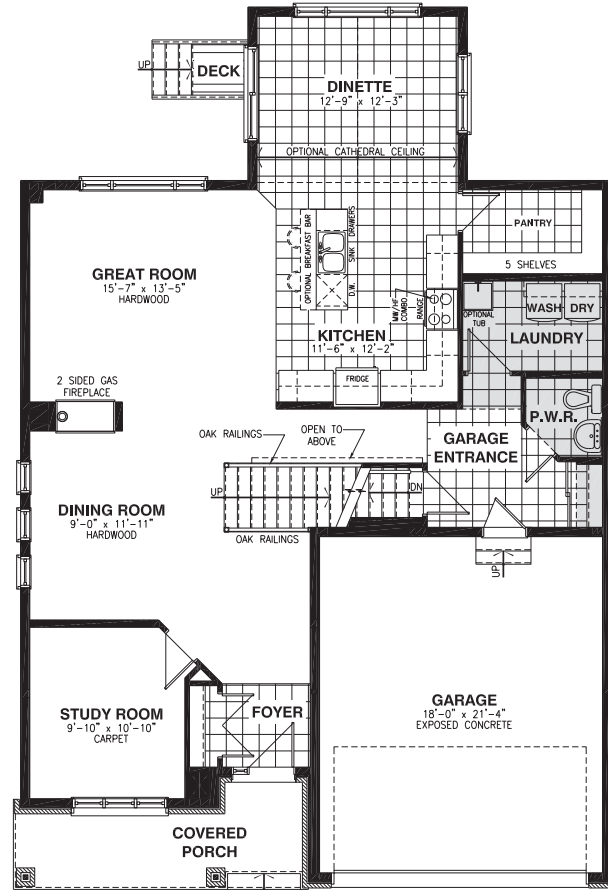 UP
DECK
DINETTE
12'-9" x 12'-3"
OPTIONAL CATHEDRAL CEILING
PANTRY
5 SHELVES
OPTIONAL BREAKFAST BAR
SINK
DRAWERS
D.W.
GREAT ROOM
15'-7" x 13'-5"
HARDWOOD
MW/HF
COMBO
RANGE
OPTIONAL
TUB
WASH
DRY
LAUNDRY
KITCHEN
11'-6" x 12'-2"
FRIDGE
2 SIDED GAS
FIREPLACE
P.W.R.
OAK RAILINGS
OPEN TO
ABOVE
GARAGE
ENTRANCE
UP
DN
DINING ROOM
9'-0" x 11'-11"
HARDWOOD
OAK RAILINGS
UP
STUDY ROOM
9'-10" x 10'-10"
CARPET
FOYER
GARAGE
18'-0" x 21'-4"
EXPOSED CONCRETE
COVERED
PORCH